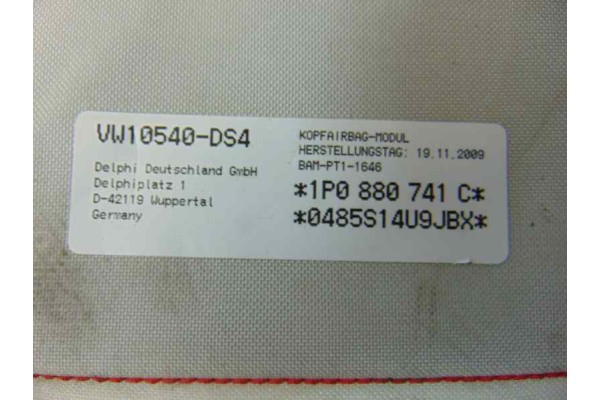 VW10540-DS4
Delphi Deutschland GmbH
Delphiplatz 1
D-42119 Wuppertal
Germany
KOPFAIRBAG-MODUL
HERSTELLUNGSTAG: 19.11.2009
BAM-PT1-1646
*1P0 880 741 C*
*0485S14U9JBX*